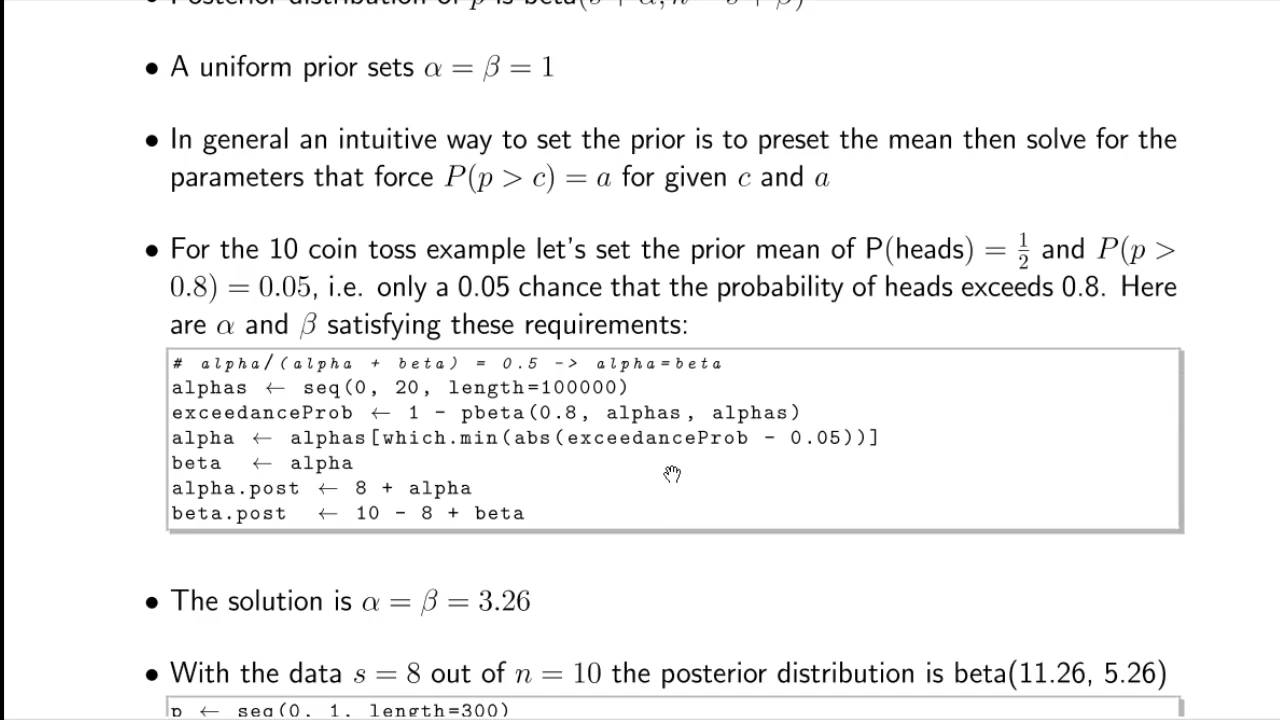 • Posterior distribution of p is beta(s + α, n − s + β)
• A uniform prior sets α = β = 1
• In general an intuitive way to set the prior is to preset the mean then solve for the
parameters that force P(p > c) = a for given c and a
• For the 10 coin toss example let's set the prior mean of P(heads) = 1/2 and P(p >
0.8) = 0.05, i.e. only a 0.05 chance that the probability of heads exceeds 0.8. Here
are α and β satisfying these requirements:
# alpha/(alpha + beta) = 0.5 -> alpha=beta
alphas ← seq(0, 20, length=100000)
exceedanceProb ← 1 - pbeta(0.8, alphas, alphas)
alpha ← alphas[which.min(abs(exceedanceProb - 0.05))]
beta ← alpha
alpha.post ← 8 + alpha
beta.post ← 10 - 8 + beta
• The solution is α = β = 3.26
• With the data s = 8 out of n = 10 the posterior distribution is beta(11.26, 5.26)
p ← seq(0, 1, length=300)